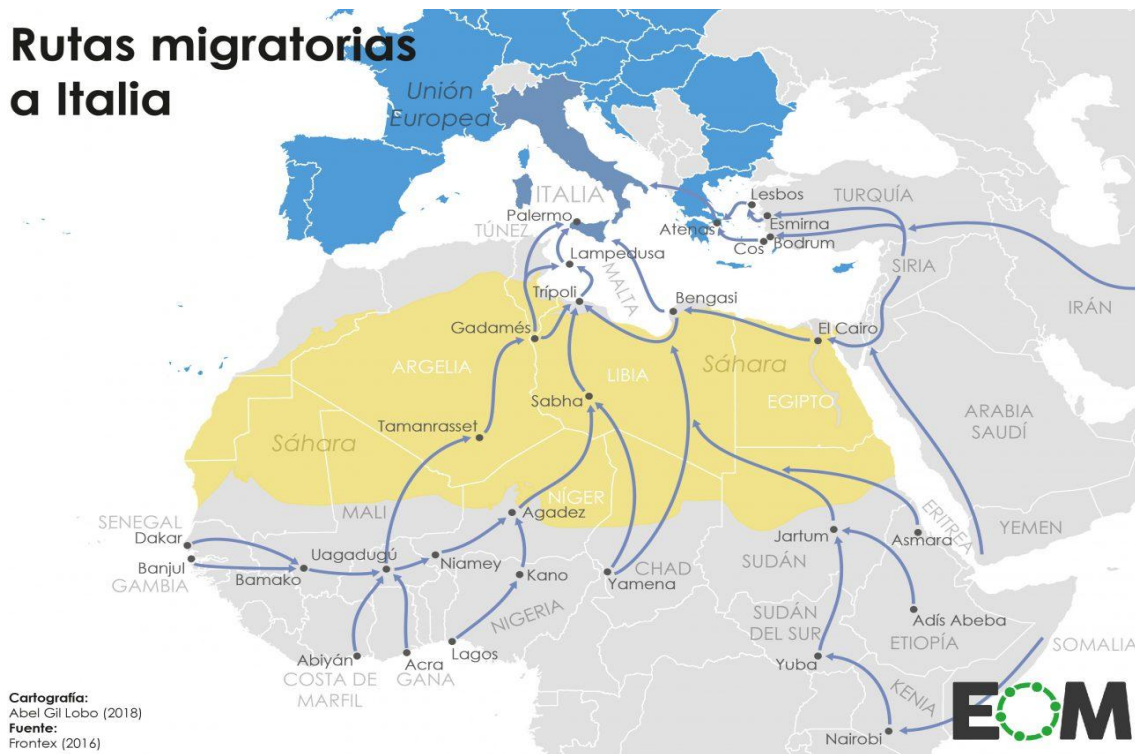 Rutas migratorias
a Italia
Unión
Europea
ITALIA
Palermo
TÚNEZ
Lampedusa
MALTA
Trípoli
Atenas
Lesbos
Esmirna
Cos
Bodrum
TURQUÍA
SIRIA
IRÁN
Bengasi
El Cairo
Gadamés
ARGELIA
LIBIA
Sáhara
EGIPTO
Sabha
Tamanrasset
Sáhara
ARABIA
SAUDÍ
MALI
NÍGER
Agadez
SENEGAL
Dakar
Banjul
GAMBIA
Bamako
Uagadugú
Niamey
Kano
NIGERIA
Yamena
CHAD
Jartum
SUDÁN
Asmara
ERITREA
YEMEN
Abiyán
COSTA DE
MARFIL
Acra
GANA
Lagos
SUDÁN
DEL SUR
Yuba
Adís Abeba
ETIOPÍA
SOMALIA
KENIA
Nairobi
Cartografía:
Abel Gil Lobo (2018)
Fuente:
Frontex (2016)
EOM